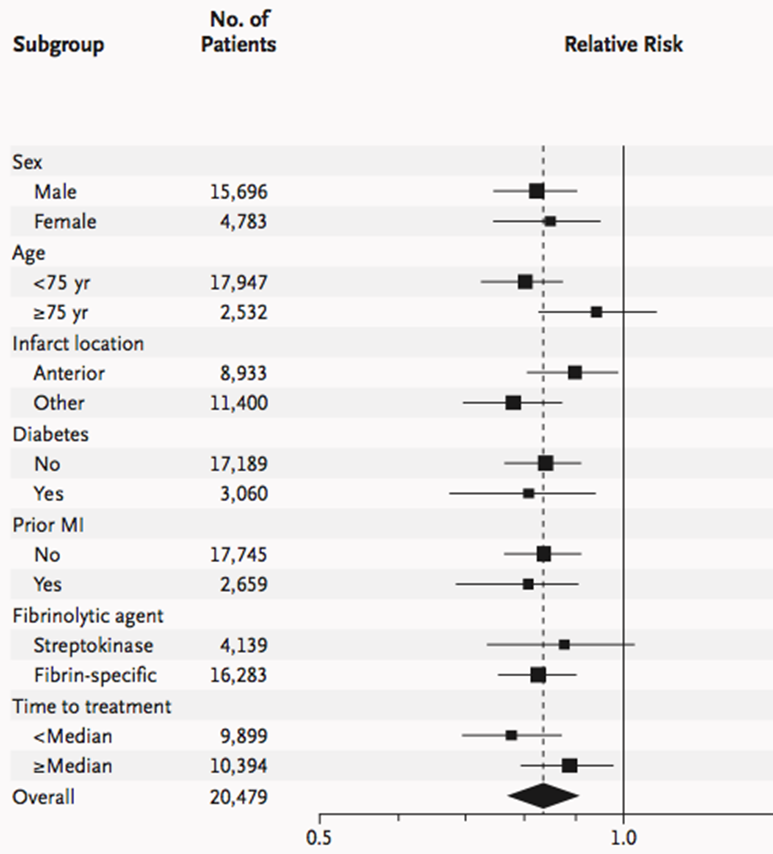 No. of
Subgroup Patients Relative Risk
Sex
Male 15,696
Female 4,783
Age
<75 yr 17,947
≥75 yr 2,532
Infarct location
Anterior 8,933
Other 11,400
Diabetes
No 17,189
Yes 3,060
Prior MI
No 17,745
Yes 2,659
Fibrinolytic agent
Streptokinase 4,139
Fibrin-specific 16,283
Time to treatment
<Median 9,899
≥Median 10,394
Overall 20,479
0.5 1.0